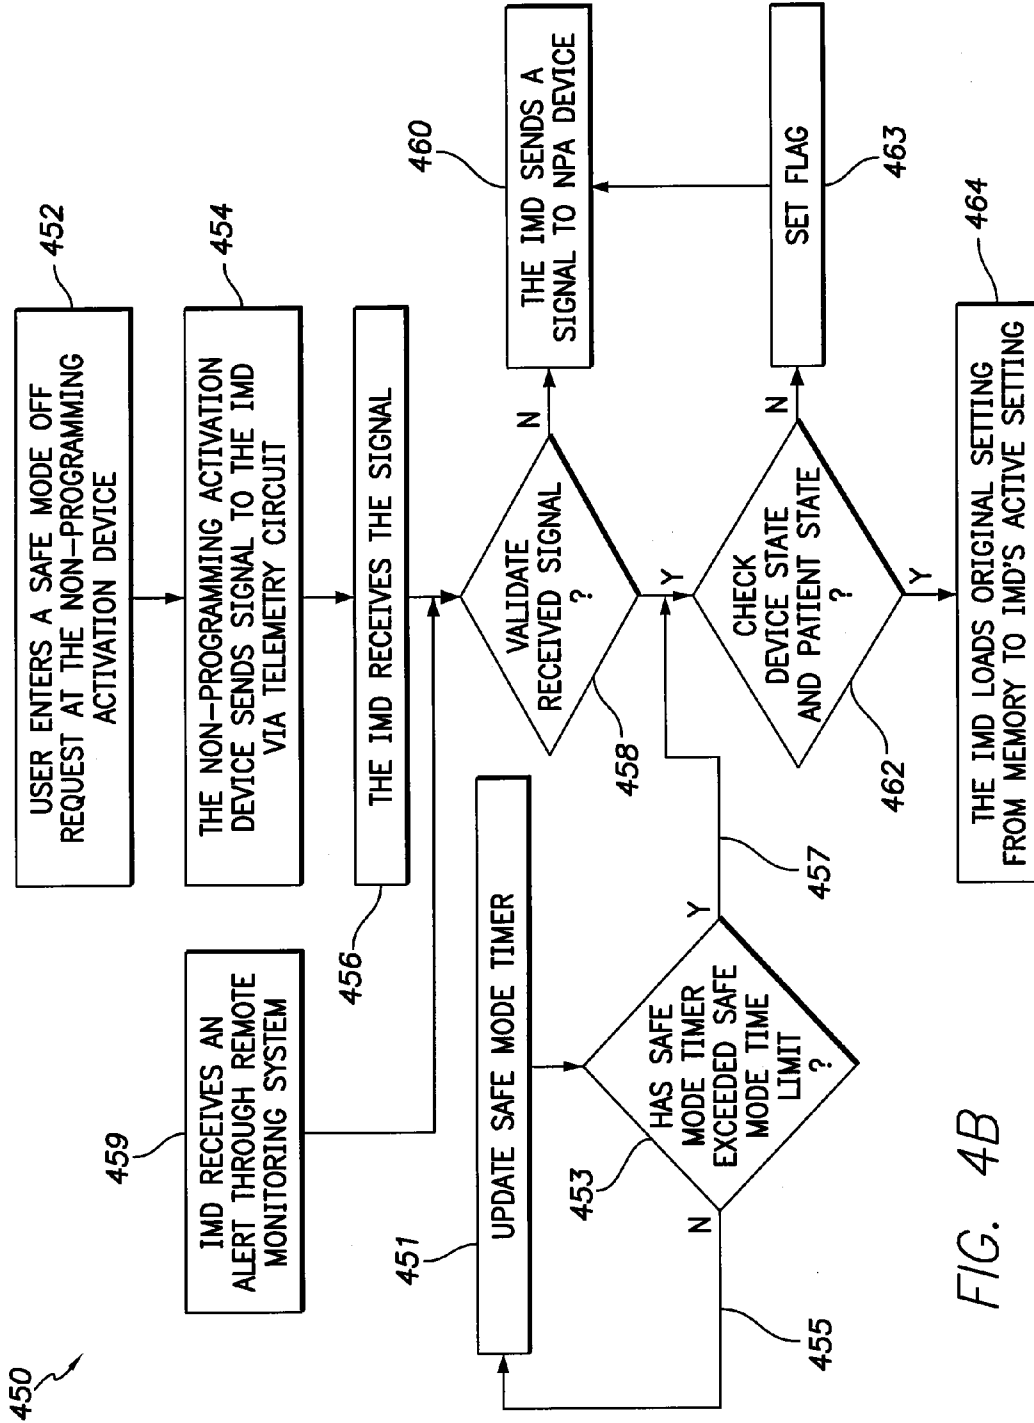 450
USER ENTERS A SAFE MODE OFF
REQUEST AT THE NON-PROGRAMMING
ACTIVATION DEVICE
452
THE NON-PROGRAMMING ACTIVATION
DEVICE SENDS SIGNAL TO THE IMD
VIA TELEMETRY CIRCUIT
454
IMD RECEIVES AN
ALERT THROUGH REMOTE
MONITORING SYSTEM
459
THE IMD RECEIVES THE SIGNAL
456
UPDATE SAFE MODE TIMER
451
VALIDATE
RECEIVED SIGNAL
?
458
N
Y
THE IMD SENDS A
SIGNAL TO NPA DEVICE
460
HAS SAFE
MODE TIMER
EXCEEDED SAFE
MODE TIME
LIMIT
?
453
N
Y
455
457
CHECK
DEVICE STATE
AND PATIENT STATE
?
462
N
Y
SET FLAG
463
THE IMD LOADS ORIGINAL SETTING
FROM MEMORY TO IMD'S ACTIVE SETTING
464
FIG. 4B